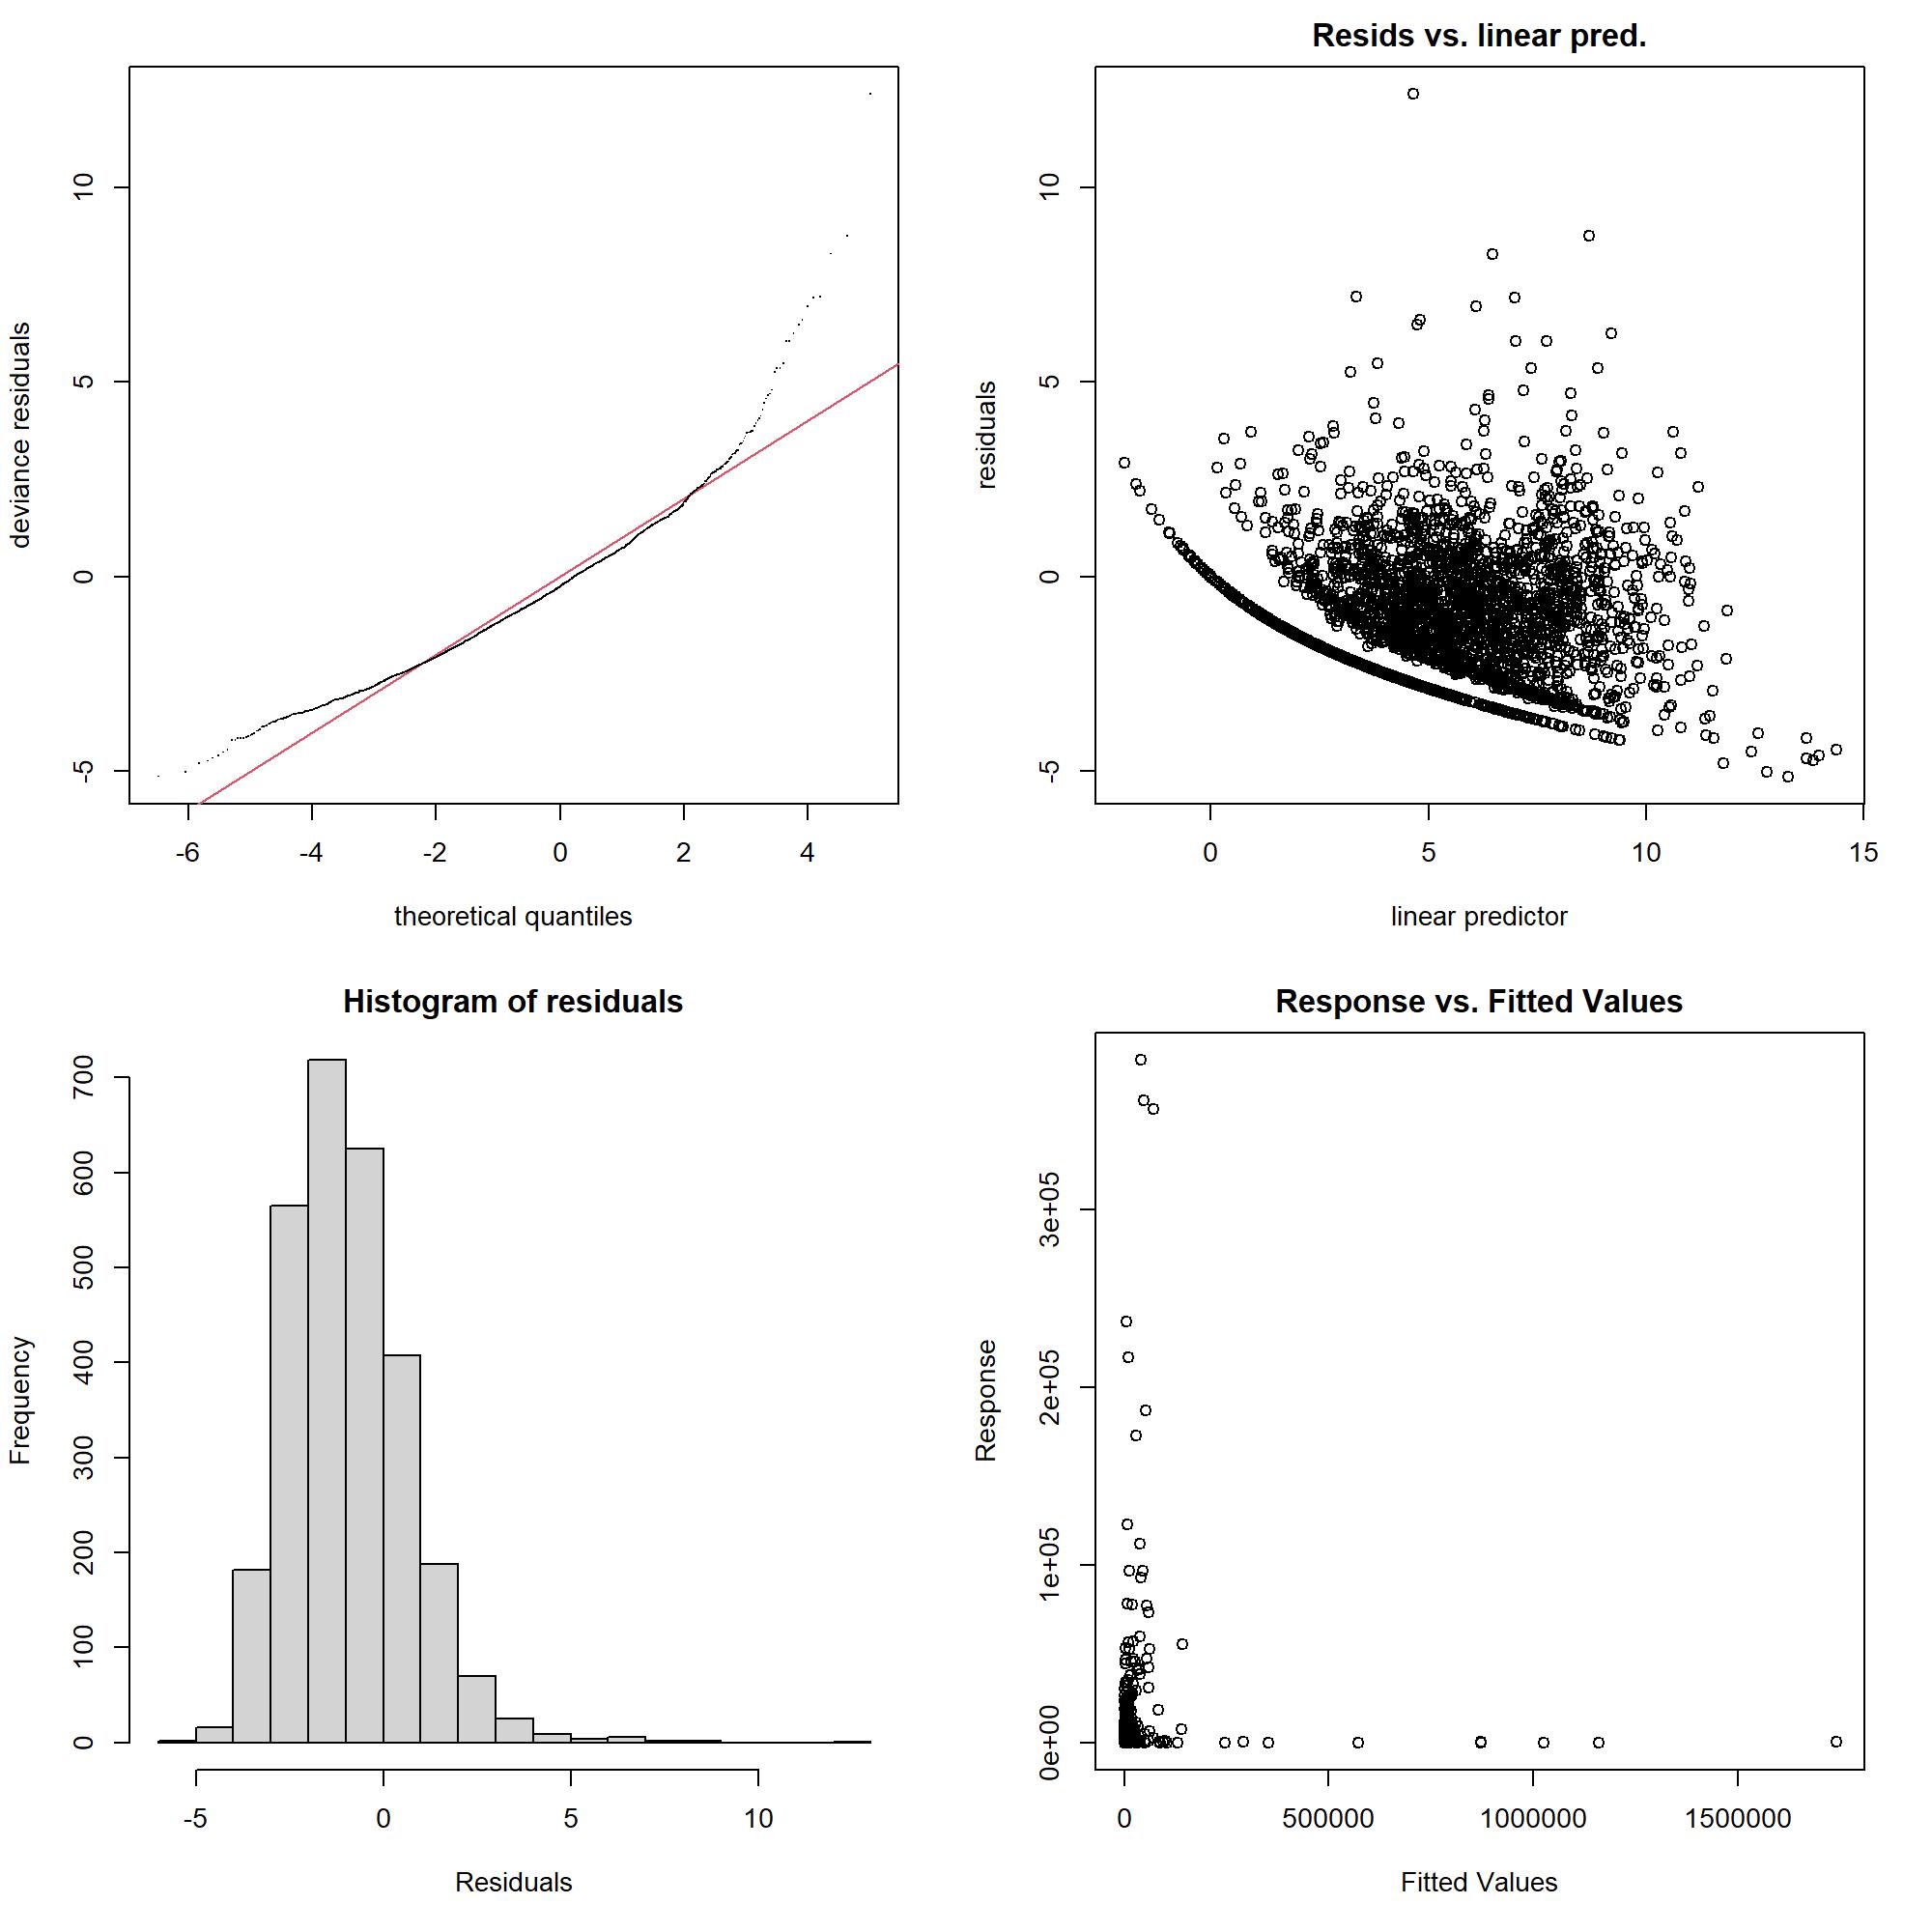 deviance residuals
10
5
0
-5
-6 -4 -2 0 2 4
theoretical quantiles
Resids vs. linear pred.
residuals
10
5
0
-5
0 5 10 15
linear predictor
Histogram of residuals
Frequency
700
600
500
400
300
200
100
0
-5 0 5 10
Residuals
Response vs. Fitted Values
Response
3e+05
2e+05
1e+05
0e+00
0 500000 1000000 1500000
Fitted Values